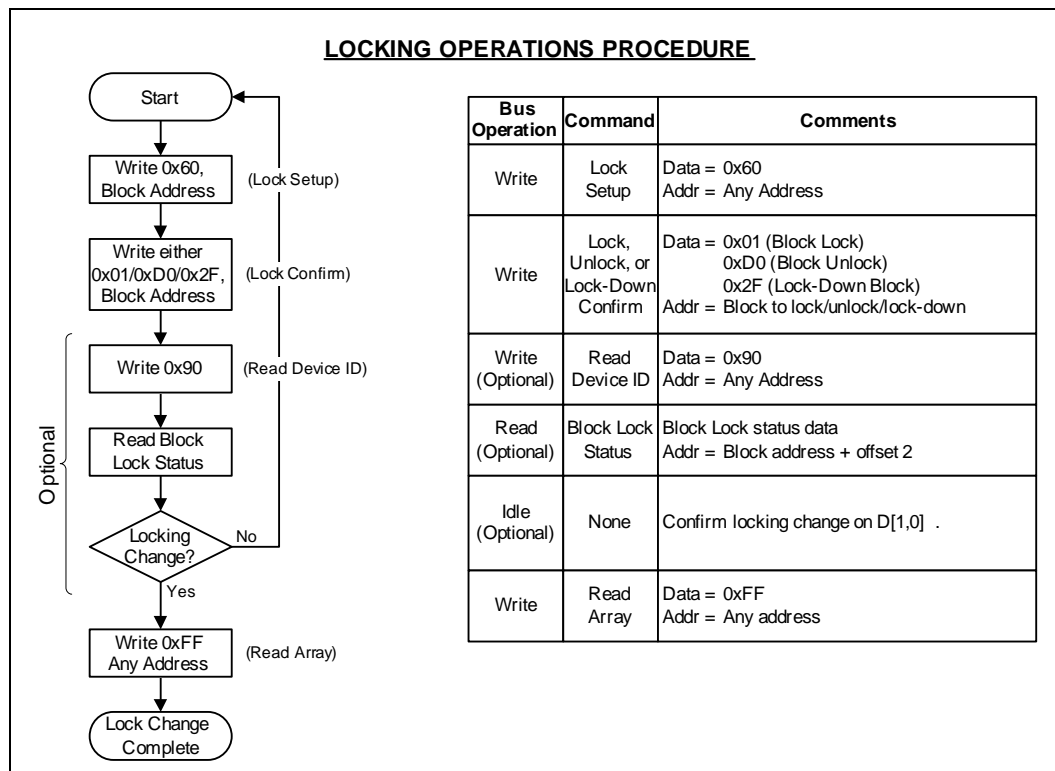 LOCKING OPERATIONS PROCEDURE
Start
Write 0x60,
Block Address
(Lock Setup)
Write either
0x01/0xD0/0x2F,
Block Address
(Lock Confirm)
Optional
Write 0x90
(Read Device ID)
Read Block
Lock Status
Locking
Change?
No
Yes
Write 0xFF
Any Address
(Read Array)
Lock Change
Complete
Bus
Operation
Command
Comments
Write
Lock
Setup
Data = 0x60
Addr = Any Address
Write
Lock,
Unlock, or
Lock-Down
Confirm
Data = 0x01 (Block Lock)
0xD0 (Block Unlock)
0x2F (Lock-Down Block)
Addr = Block to lock/unlock/lock-down
Write
(Optional)
Read
Device ID
Data = 0x90
Addr = Any Address
Read
(Optional)
Block Lock
Status
Block Lock status data
Addr = Block address + offset 2
Idle
(Optional)
None
Confirm locking change on D[1,0] .
Write
Read
Array
Data = 0xFF
Addr = Any address